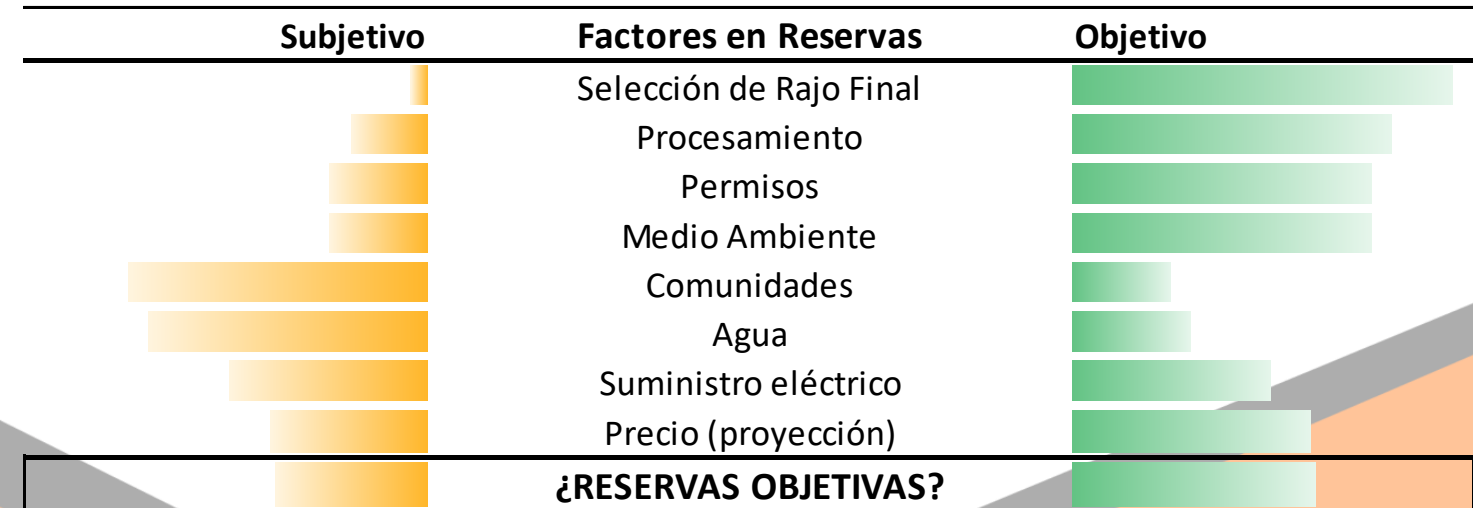 Subjetivo Factores en Reservas Objetivo
Selección de Rajo Final
Procesamiento
Permisos
Medio Ambiente
Comunidades
Agua
Suministro eléctrico
Precio (proyección)
¿RESERVAS OBJETIVAS?